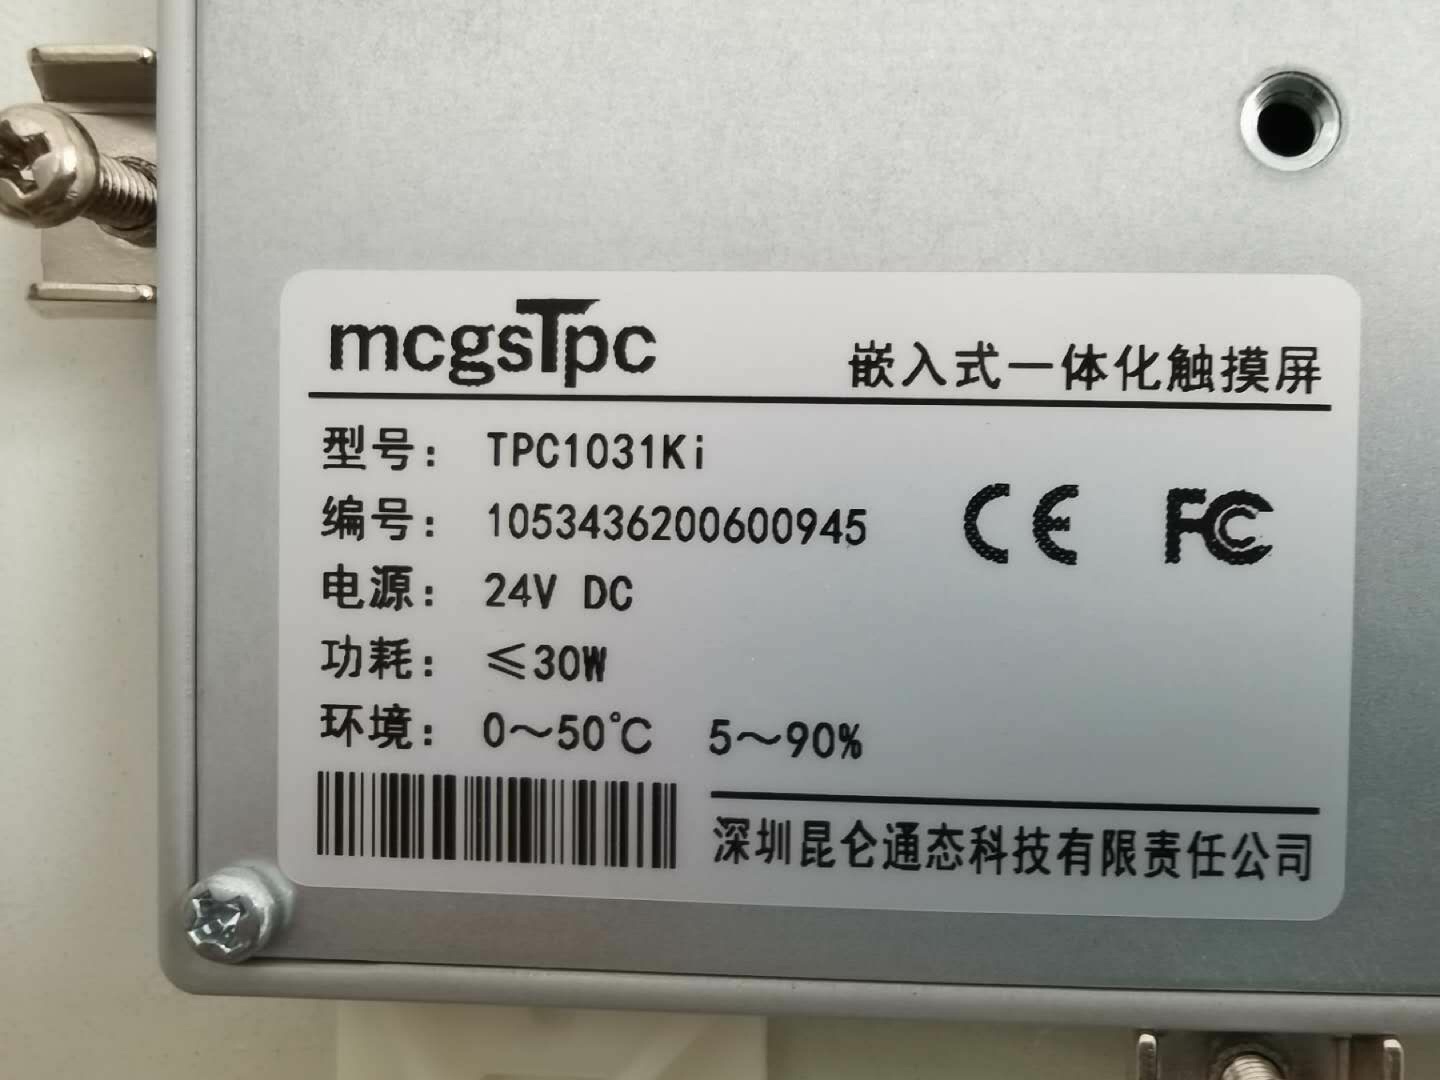 mcgsTpc
嵌入式一体化触摸屏
型号： TPC1031Ki
编号： 1053436200600945
CE FC
电源： 24V DC
功耗： ≤30W
环境： 0～50℃ 5～90%
深圳昆仑通态科技有限责任公司